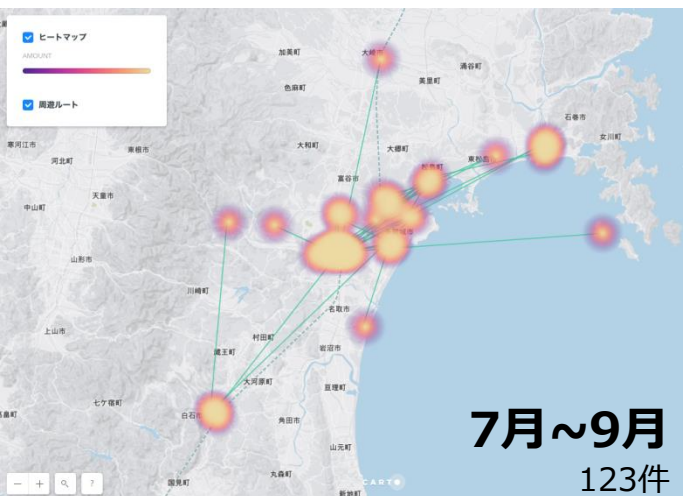 ヒートマップ
AMOUNT
周遊ルート
加美町
大崎市
涌谷町
美里町
色麻町
石巻市
女川町
寒河江市
東根市
大和町
大郷町
松島町
東松島
河北町
富谷市
天童市
中山町
山形市
川崎町
名取市
上山市
村田町
岩沼市
蔵王町
大河原町
亘理町
七ケ宿町
白石市
角田市
7月~9月
山元町
123件
丸森町
国見町
新地町
CARTO
− + ?